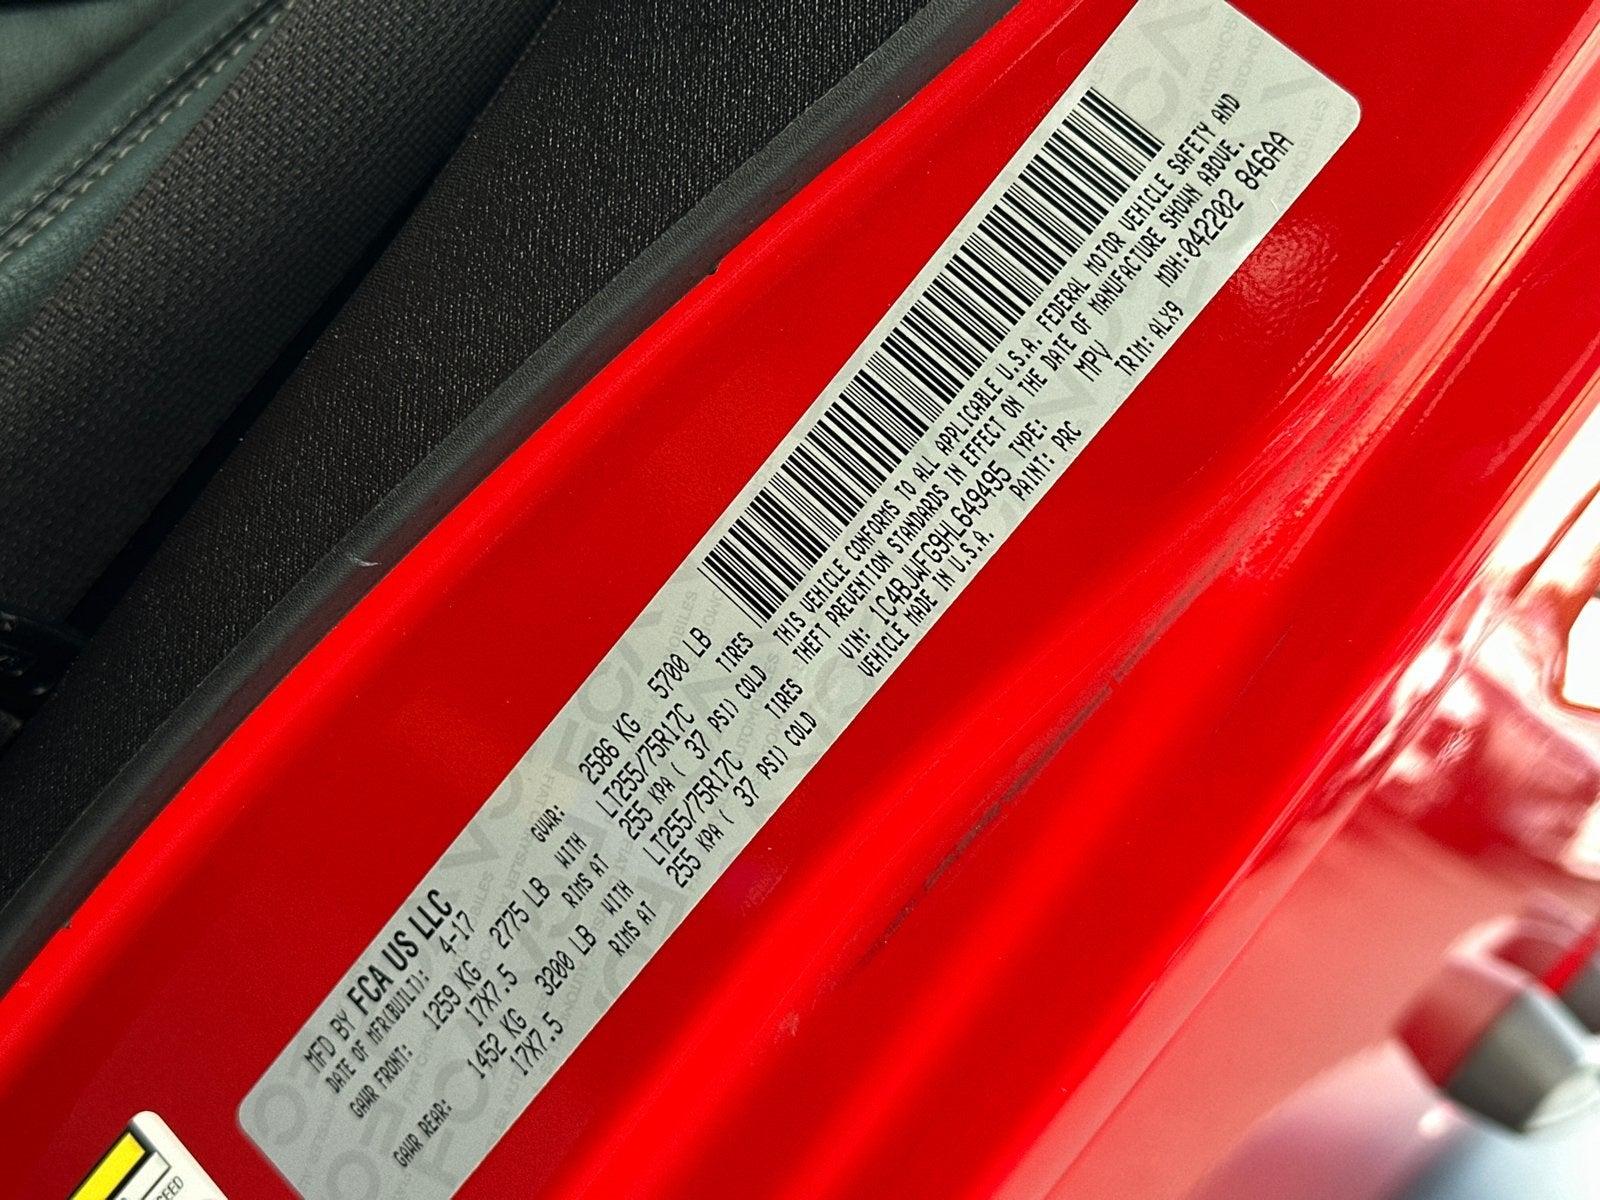 MFD BY FCA US LLC
DATE OF MFR(BUILT): 4-17 GVWR: 2586 KG 5700 LB
GAWR FRONT: 1259 KG 2775 LB WITH LT255/75R17C TIRES
17X7.5 RIMS AT 255 KPA ( 37 PSI) COLD
GAWR REAR: 1452 KG 3200 LB WITH LT255/75R17C TIRES
17X7.5 RIMS AT 255 KPA ( 37 PSI) COLD
THIS VEHICLE CONFORMS TO ALL APPLICABLE U.S.A. FEDERAL MOTOR VEHICLE SAFETY AND
THEFT PREVENTION STANDARDS IN EFFECT ON THE DATE OF MANUFACTURE SHOWN ABOVE.
VIN: 1C4BJWFG9HL649495 TYPE: MPV MDH:042202 846AA
VEHICLE MADE IN U.S.A. PAINT: PRC TRIM: ALX9